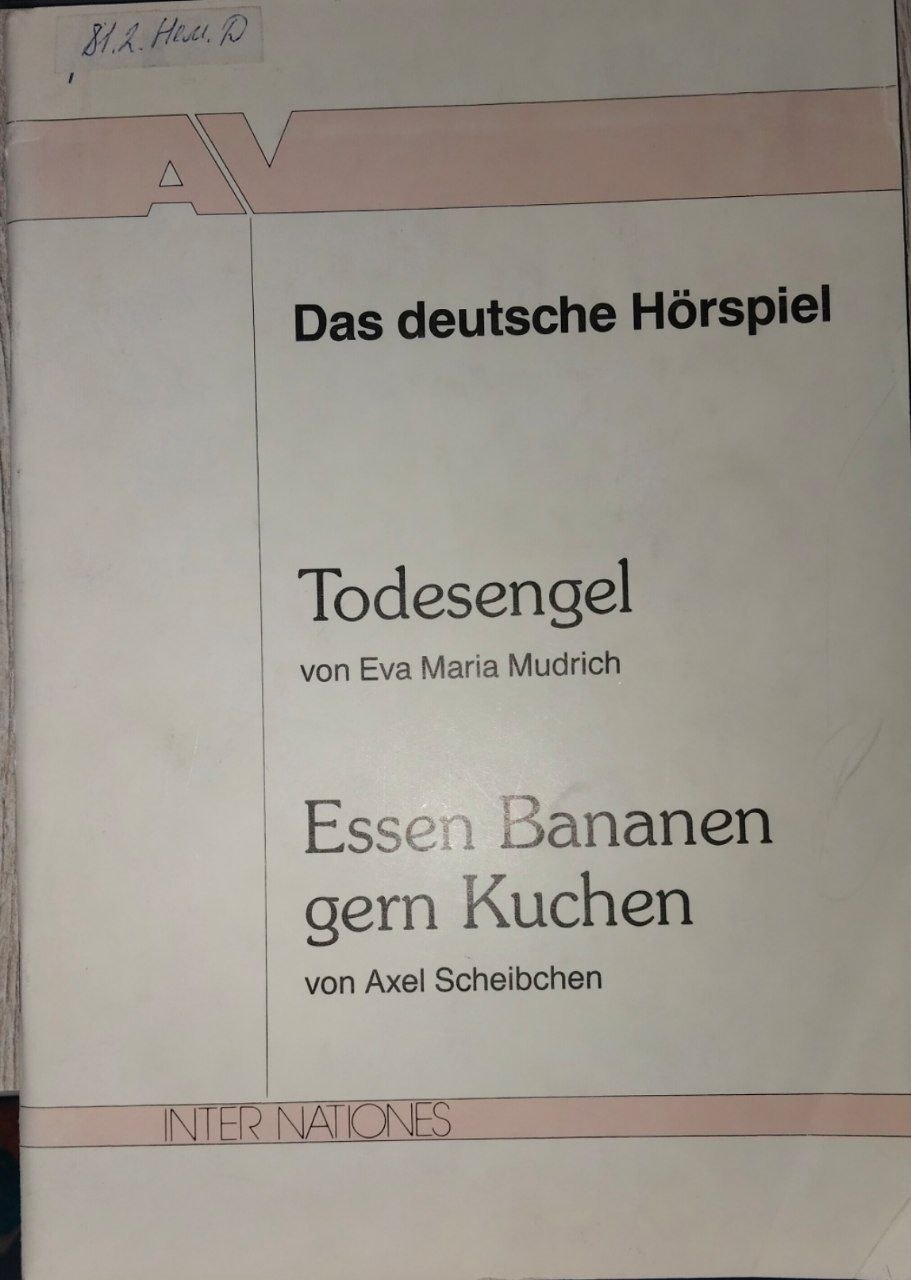 81.2. Нем. D
AV
Das deutsche Hörspiel
Todesengel
von Eva Maria Mudrich
Essen Bananen
gern Kuchen
von Axel Scheibchen
INTER NATIONES